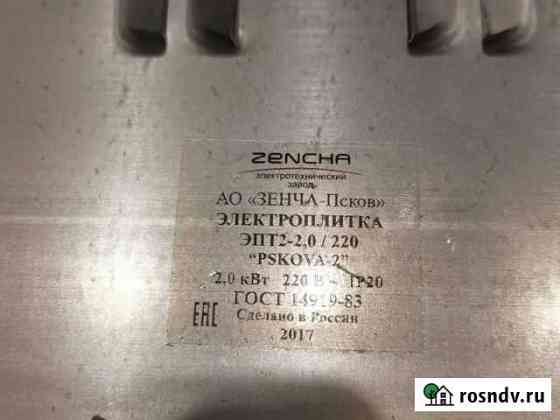 ZENCHA
электротехнический
завод
АО «ЗЕНЧА-Псков»
ЭЛЕКТРОПЛИТКА
ЭПТ2-2,0 / 220
“PSKOVA-2”
2,0 кВт 220 В ~ IP20
ГОСТ 14919-83
EAC Сделано в России
2017
rosndv.ru